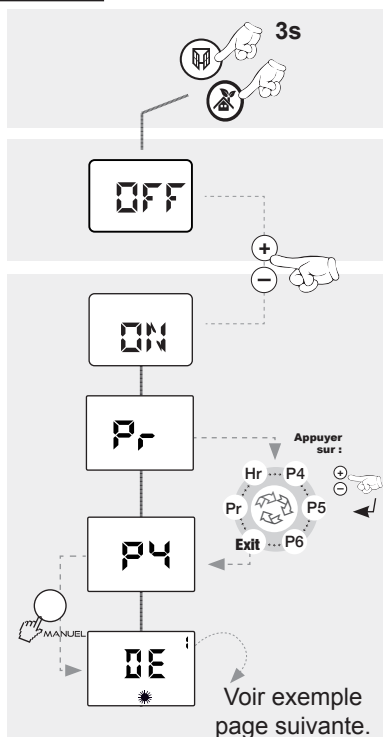 3s
OFF
+
−
ON
Pr
Appuyer
sur :
Hr ... P4
+
−
Pr P5
Exit ... P6
P4
MANUEL
DE 1
Voir exemple
page suivante.